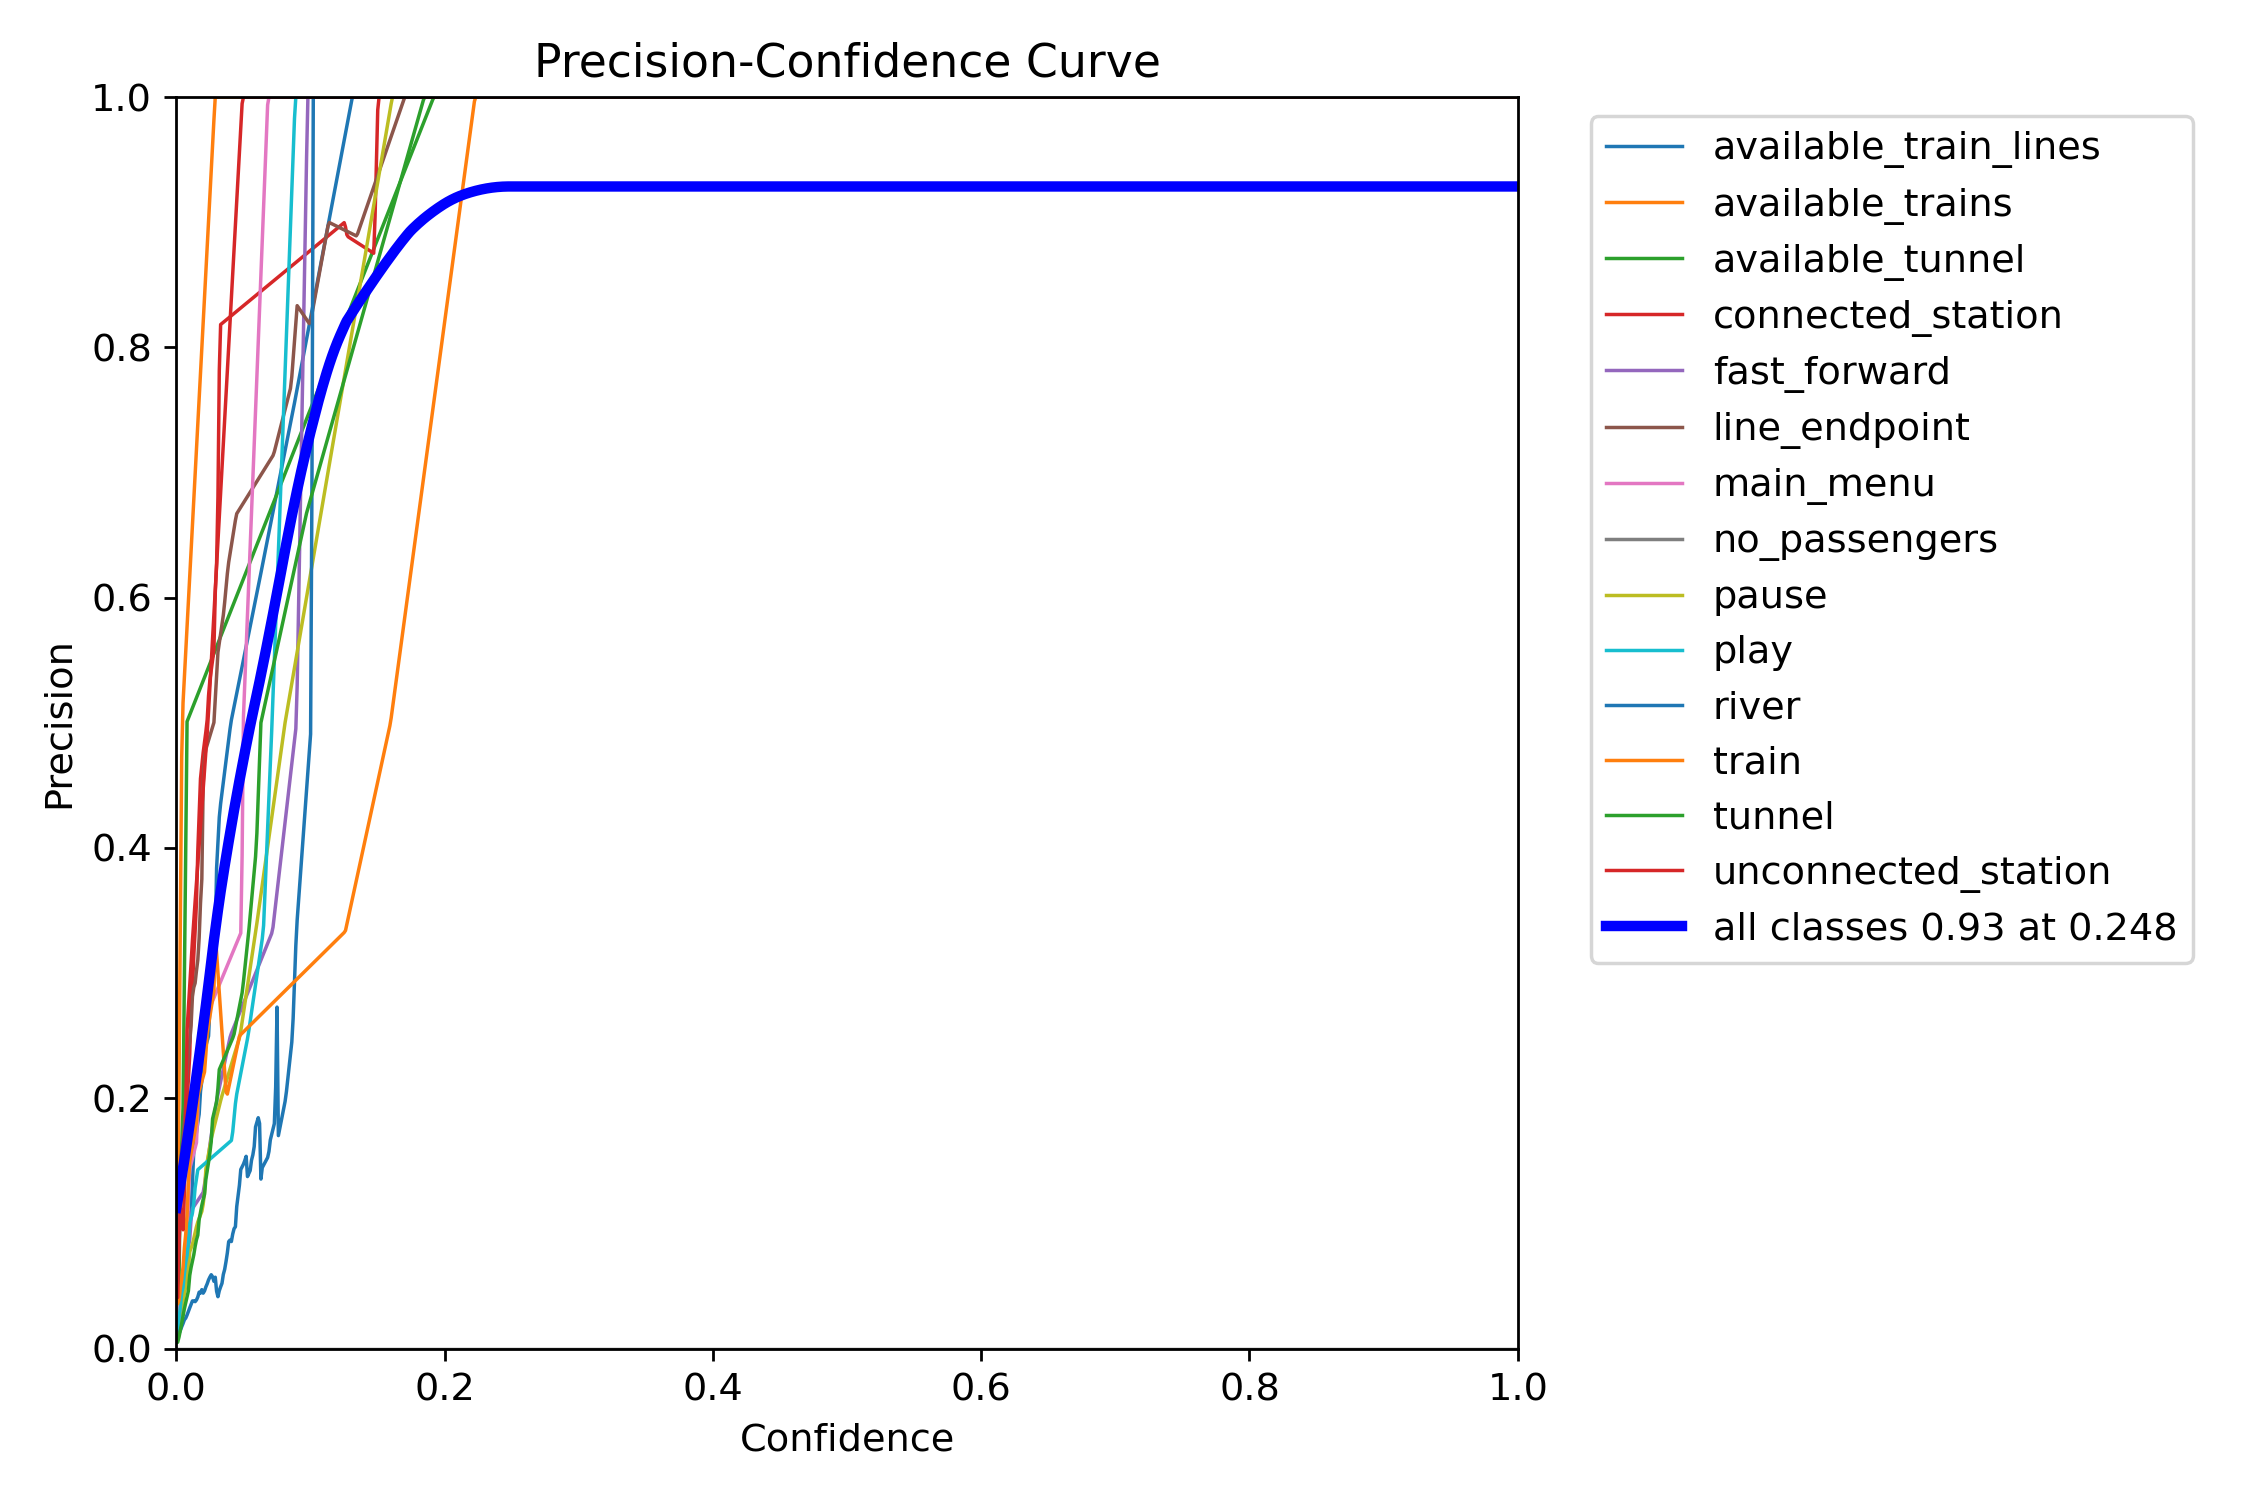 Precision-Confidence Curve
1.0
0.8
0.6
0.4
0.2
0.0
Precision
0.0 0.2 0.4 0.6 0.8 1.0
Confidence
available_train_lines
available_trains
available_tunnel
connected_station
fast_forward
line_endpoint
main_menu
no_passengers
pause
play
river
train
tunnel
unconnected_station
all classes 0.93 at 0.248